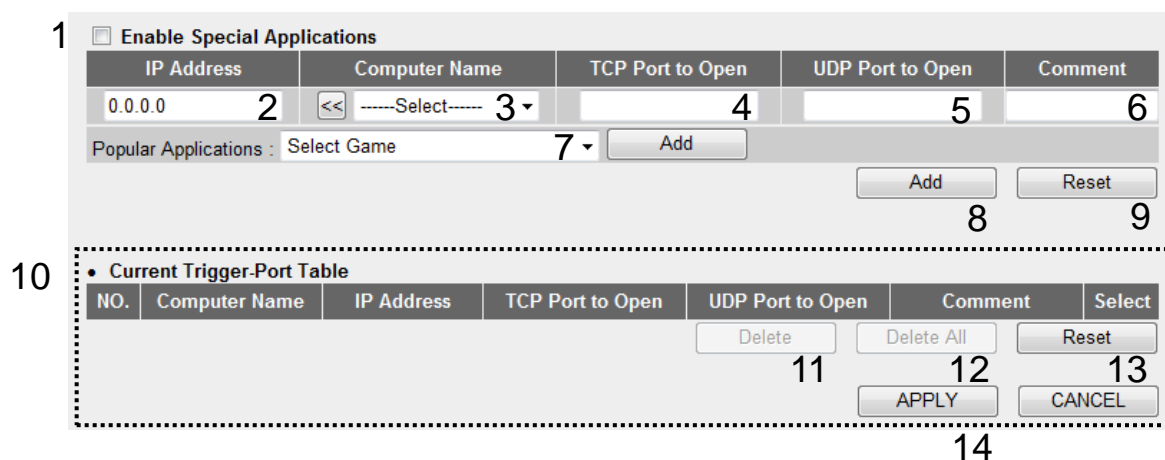 1 Enable Special Applications
IP Address Computer Name TCP Port to Open UDP Port to Open Comment
0.0.0.0 2 << ------Select------ 3 4 5 6
Popular Applications : Select Game 7 Add
Add Reset
8 9
10 • Current Trigger-Port Table
NO. Computer Name IP Address TCP Port to Open UDP Port to Open Comment Select
Delete Delete All Reset
11 12 13
APPLY CANCEL
14